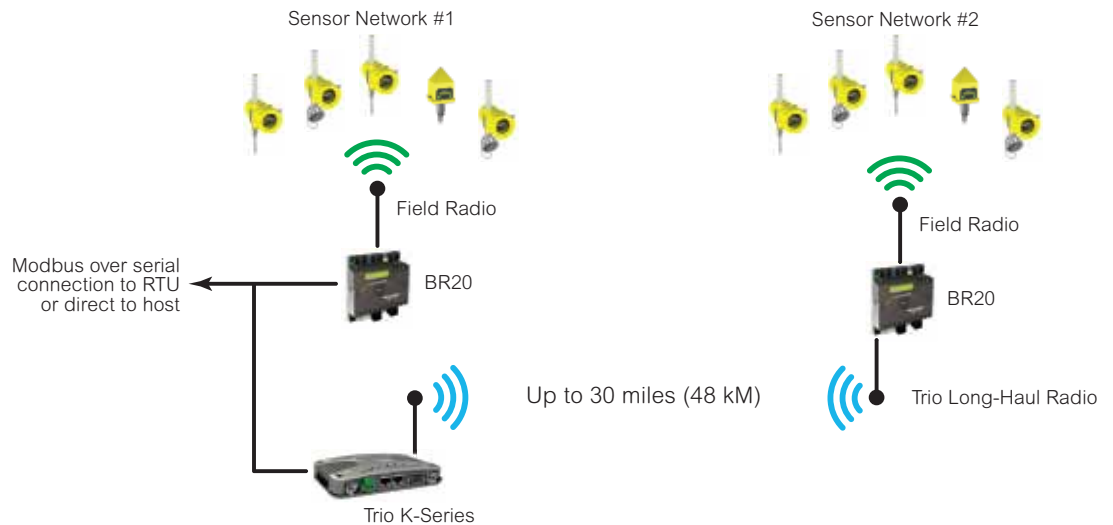 Sensor Network #1
Sensor Network #2
Field Radio
Field Radio
Modbus over serial
connection to RTU
or direct to host
BR20
BR20
Up to 30 miles (48 kM)
Trio Long-Haul Radio
Trio K-Series